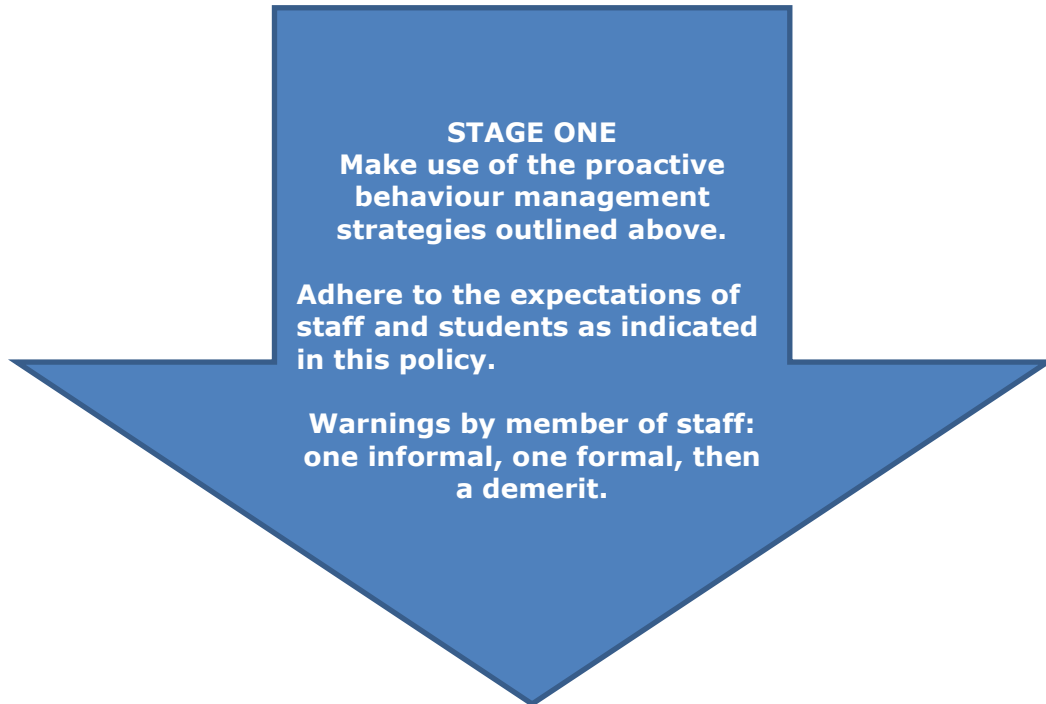 STAGE ONE
Make use of the proactive
behaviour management
strategies outlined above.
Adhere to the expectations of
staff and students as indicated
in this policy.
Warnings by member of staff:
one informal, one formal, then
a demerit.